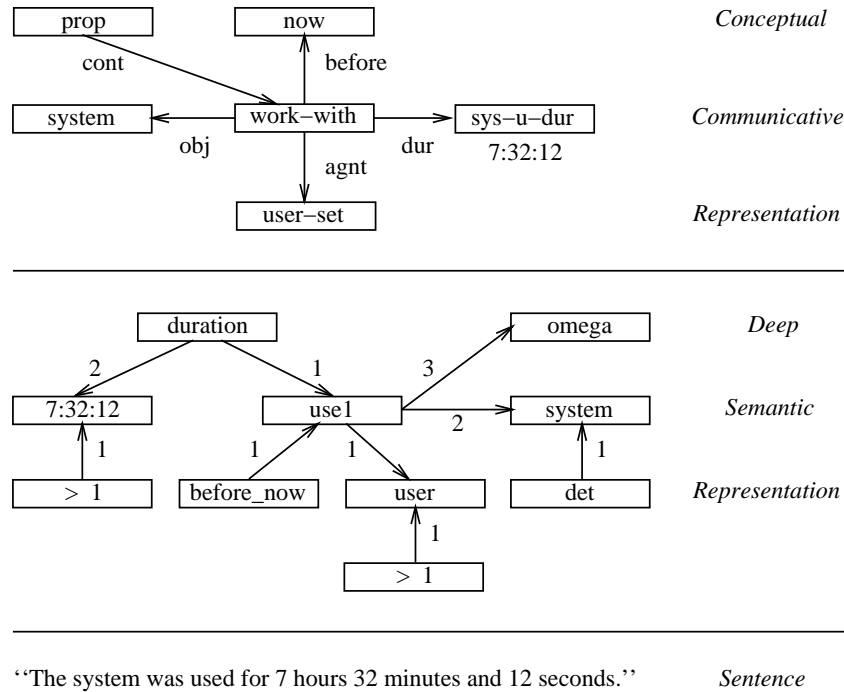 prop now Conceptual
cont before
system work−with sys−u−dur Communicative
obj dur 7:32:12
agnt
user−set Representation
duration omega Deep
2 1 3
7:32:12 use1 system Semantic
2
1 1 1 1
> 1 before_now user det Representation
1
> 1
‘‘The system was used for 7 hours 32 minutes and 12 seconds.’’ Sentence